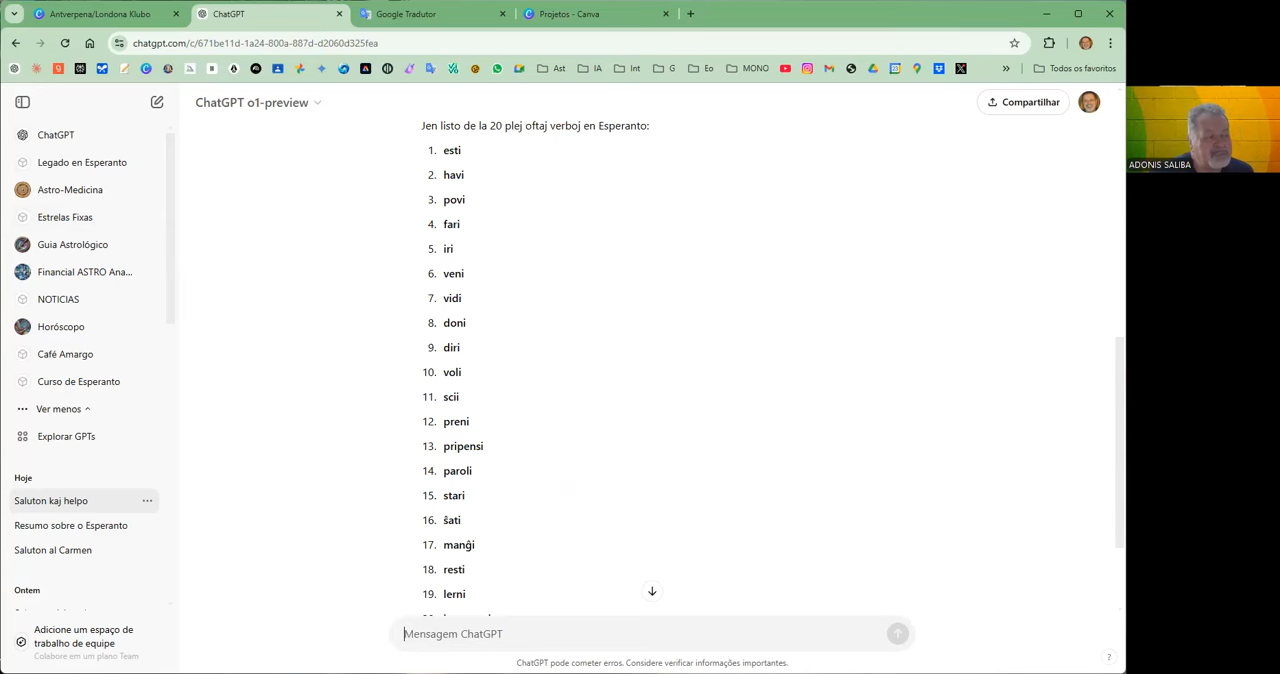 Antverpena/Londona Klubo
ChatGPT
Google Tradutor
Projetos - Canva
chatgpt.com/c/671be11d-1a24-800a-887d-d2060d325fea
Ast
IA
Int
G
Eo
MONO
Todos os favoritos
ChatGPT o1-preview
Compartilhar
ChatGPT
Legado en Esperanto
Astro-Medicina
Estrelas Fixas
Guia Astrológico
Financial ASTRO Ana...
NOTICIAS
Horóscopo
Café Amargo
Curso de Esperanto
Ver menos
Explorar GPTs
Hoje
Saluton kaj helpo
Resumo sobre o Esperanto
Saluton al Carmen
Ontem
Adicione um espaço de
trabalho de equipe
Colabore em um plano Team
Jen listo de la 20 plej oftaj verboj en Esperanto:
1. esti
2. havi
3. povi
4. fari
5. iri
6. veni
7. vidi
8. doni
9. diri
10. voli
11. scii
12. preni
13. pripensi
14. paroli
15. stari
16. ŝati
17. manĝi
18. resti
19. lerni
Mensagem ChatGPT
ChatGPT pode cometer erros. Considere verificar informações importantes.
?
ADONIS SALIBA